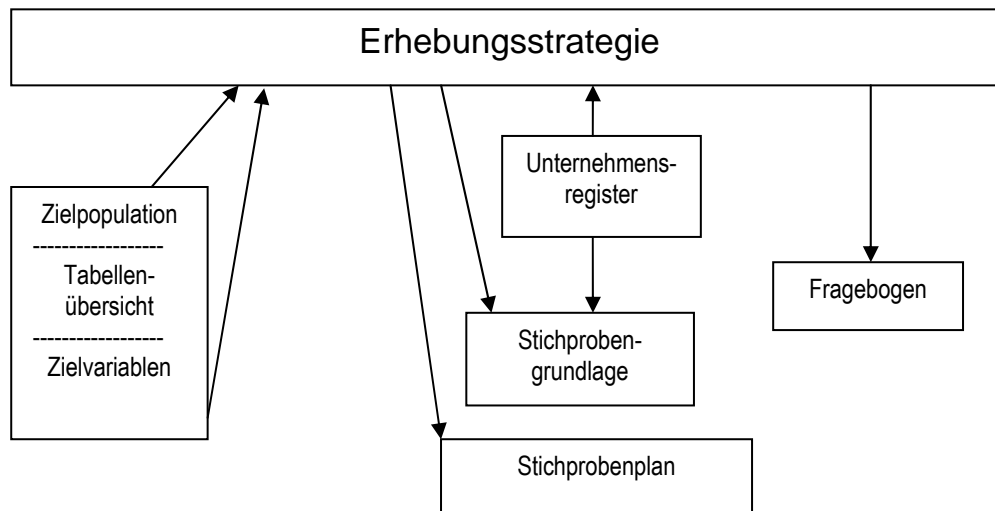 Erhebungsstrategie
Zielpopulation
-------------------
Tabellen-
übersicht
-------------------
Zielvariablen
Unternehmens-
register
Stichproben-
grundlage
Stichprobenplan
Fragebogen